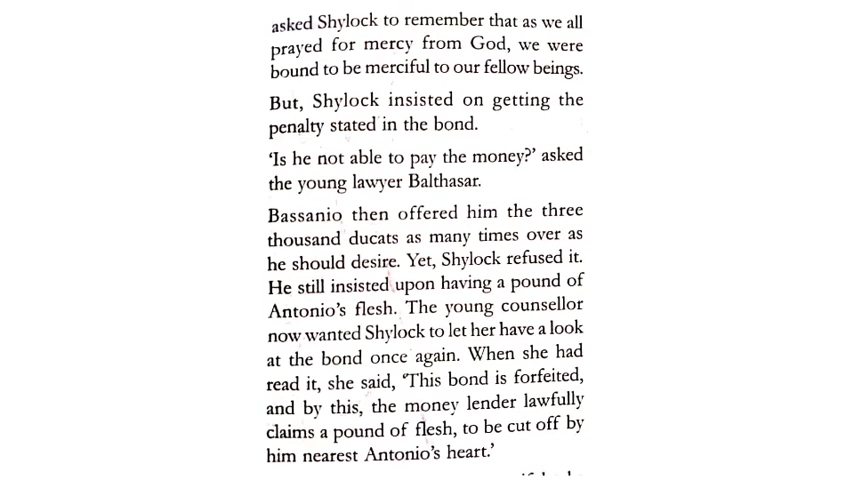 asked Shylock to remember that as we all
prayed for mercy from God, we were
bound to be merciful to our fellow beings.
But, Shylock insisted on getting the
penalty stated in the bond.
‘Is he not able to pay the money?’ asked
the young lawyer Balthasar.
Bassanio then offered him the three
thousand ducats as many times over as
he should desire. Yet, Shylock refused it.
He still insisted upon having a pound of
Antonio’s flesh. The young counsellor
now wanted Shylock to let her have a look
at the bond once again. When she had
read it, she said, ‘This bond is forfeited,
and by this, the money lender lawfully
claims a pound of flesh, to be cut off by
him nearest Antonio’s heart.’